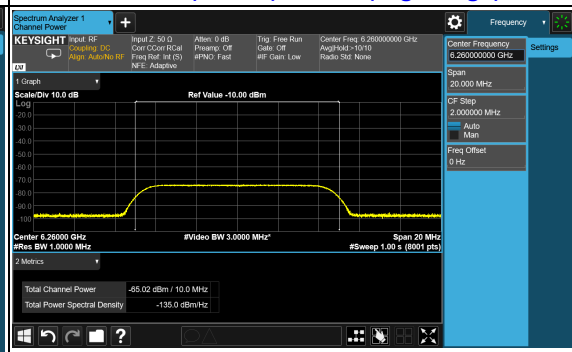 Spectrum Analyzer 1
Channel Power
Frequency
KEYSIGHT
Input: RF
Coupling: DC
Align: Auto/No RF
Input Z: 50 Ω
Corr CCorr RCal
Freq Ref: Int (S)
NFE: Adaptive
Atten: 0 dB
Preamp: Off
#PNO: Fast
Trig: Free Run
Gate: Off
#IF Gain: Low
Center Freq: 6.260000000 GHz
Avg|Hold:>10/10
Radio Std: None
LXI
Center Frequency
6.260000000 GHz
Settings
Span
20.000 MHz
CF Step
2.000000 MHz
Auto
Man
Freq Offset
0 Hz
1 Graph
Scale/Div 10.0 dB
Ref Value -10.00 dBm
Log
-20.0
-30.0
-40.0
-50.0
-60.0
-70.0
-80.0
-90.0
-100
Center 6.26000 GHz
#Video BW 3.0000 MHz*
Span 20 MHz
#Res BW 1.0000 MHz
#Sweep 1.00 s (8001 pts)
2 Metrics
Total Channel Power -65.02 dBm / 10.0 MHz
Total Power Spectral Density -135.0 dBm/Hz